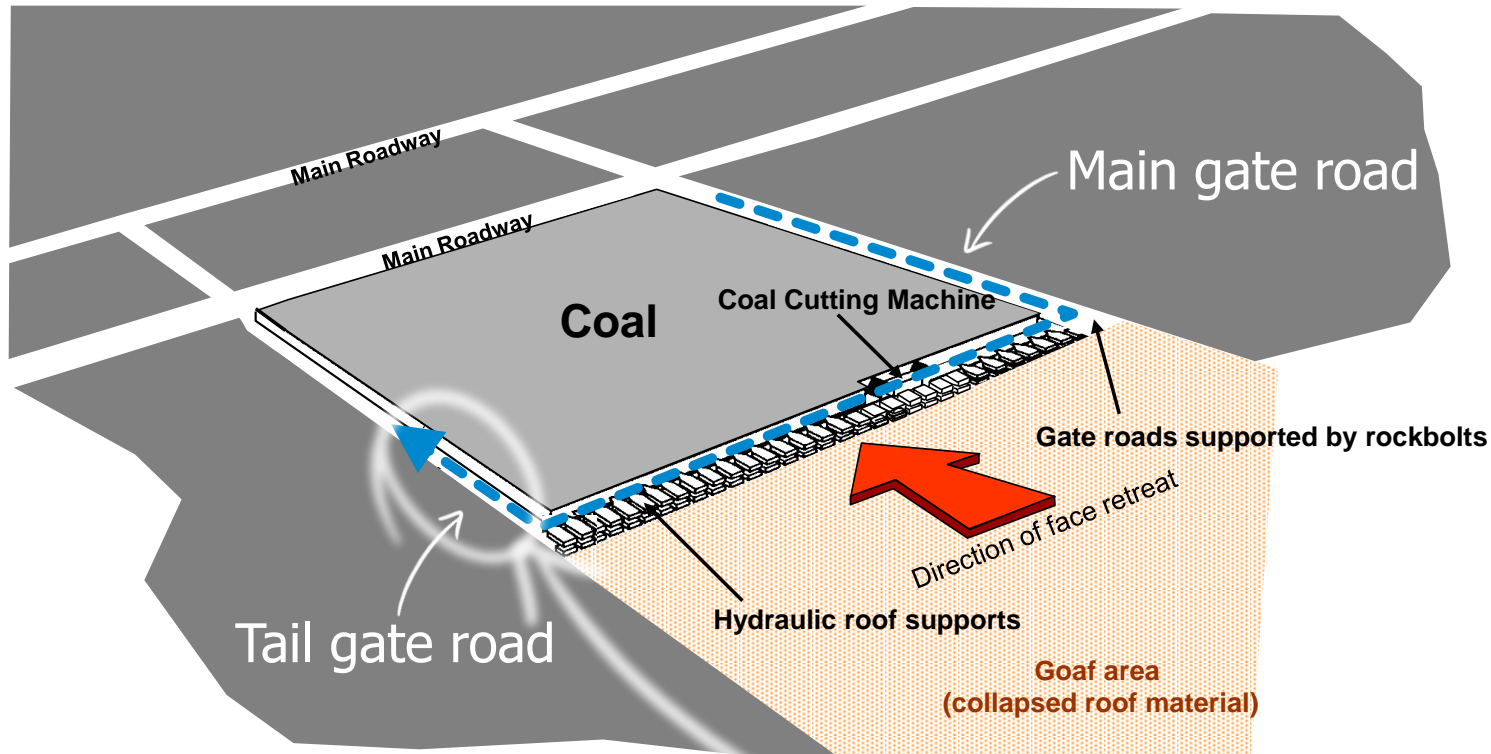 Main Roadway
Main gate road
Main Roadway
Coal Cutting Machine
Coal
Gate roads supported by rockbolts
Direction of face retreat
Hydraulic roof supports
Tail gate road
Goaf area
(collapsed roof material)